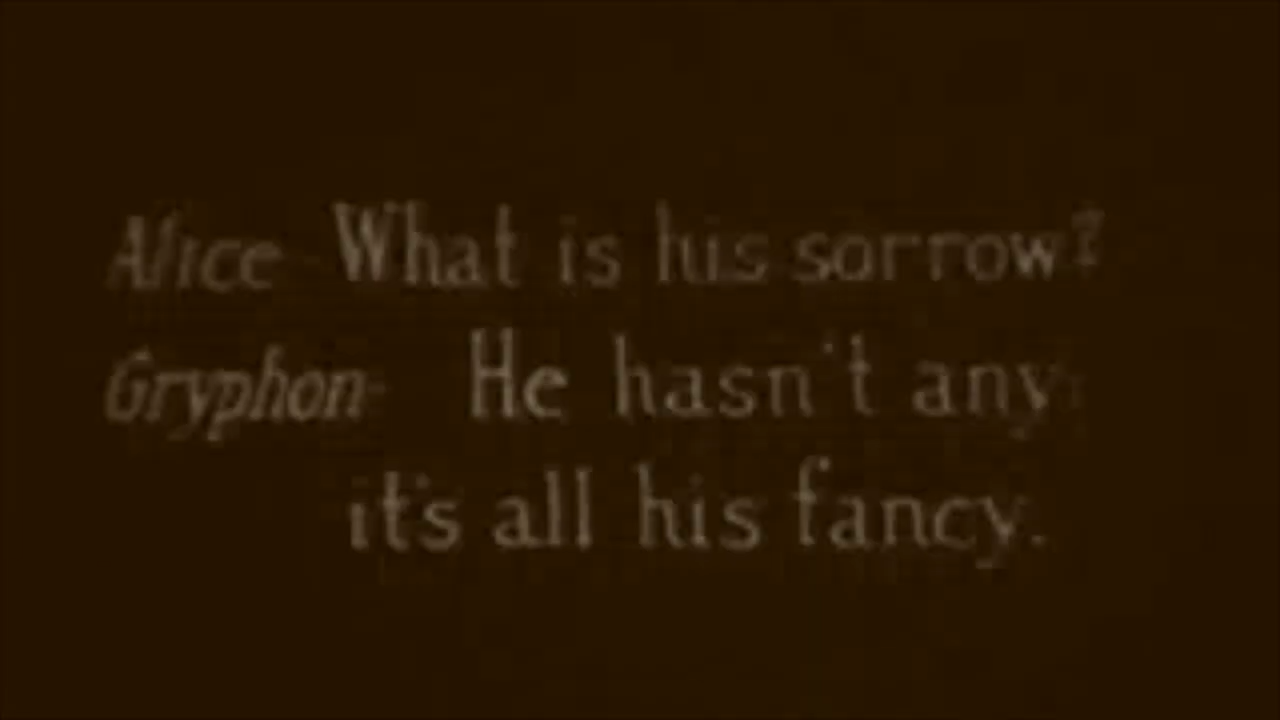 Alice - What is his sorrow?
Gryphon - He hasn't any;
it's all his fancy.